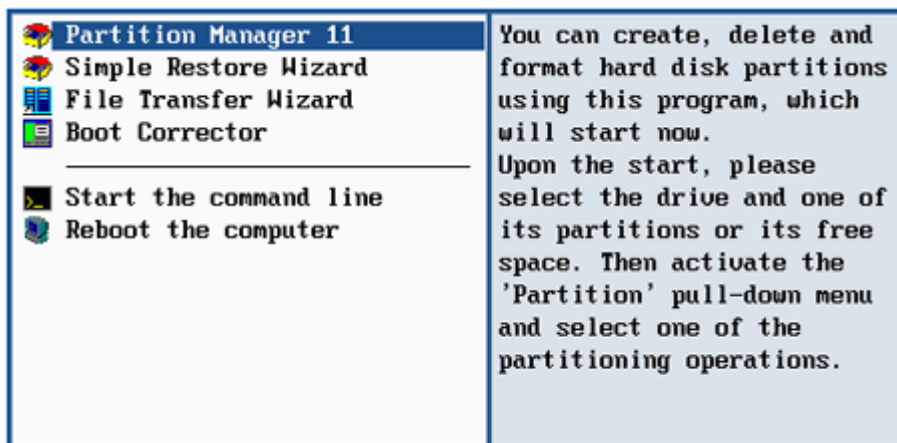 Partition Manager 11
Simple Restore Wizard
File Transfer Wizard
Boot Corrector
Start the command line
Reboot the computer
You can create, delete and
format hard disk partitions
using this program, which
will start now.
Upon the start, please
select the drive and one of
its partitions or its free
space. Then activate the
'Partition' pull-down menu
and select one of the
partitioning operations.